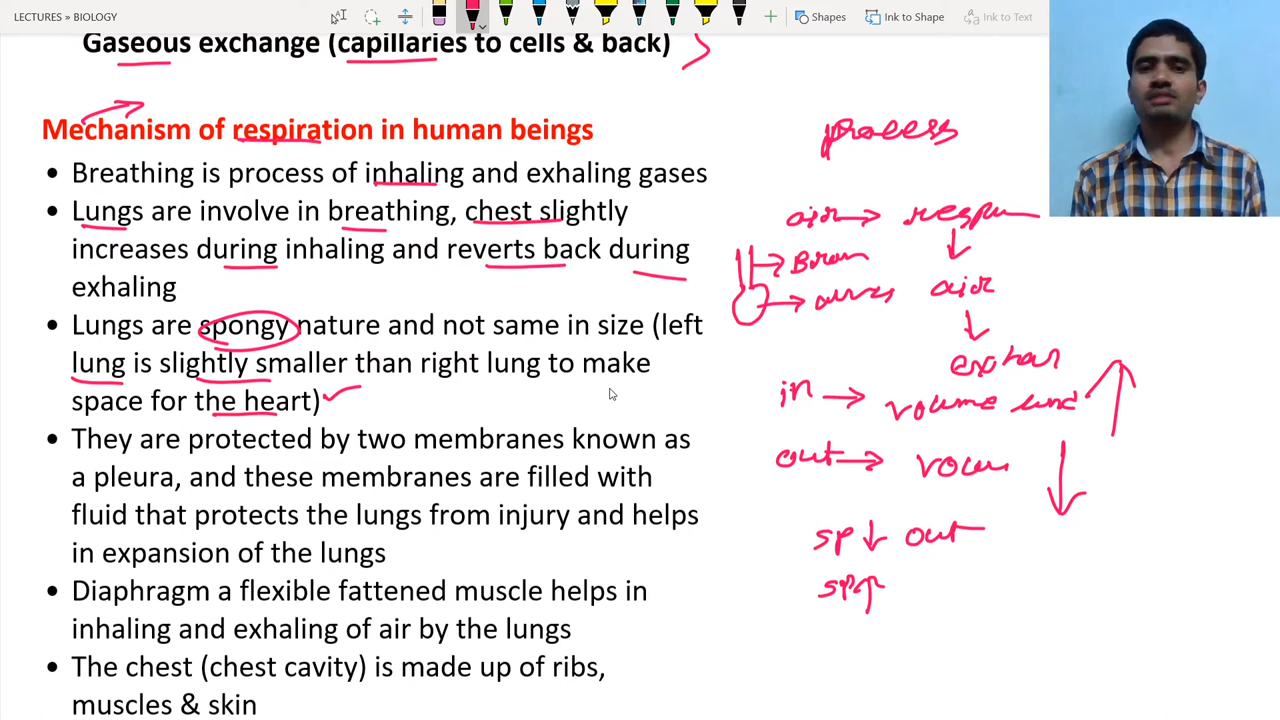 LECTURES » BIOLOGY
Shapes
Ink to Shape
Ink to Text
Gaseous exchange (capillaries to cells & back)
Mechanism of respiration in human beings
• Breathing is process of inhaling and exhaling gases
• Lungs are involve in breathing, chest slightly
increases during inhaling and reverts back during
exhaling
• Lungs are spongy nature and not same in size (left
lung is slightly smaller than right lung to make
space for the heart)
• They are protected by two membranes known as
a pleura, and these membranes are filled with
fluid that protects the lungs from injury and helps
in expansion of the lungs
• Diaphragm a flexible fattened muscle helps in
inhaling and exhaling of air by the lungs
• The chest (chest cavity) is made up of ribs,
muscles & skin
process
air →
↓
air
↓
in → volume ↑
out → ↓
sp ↓ out
sp ↑